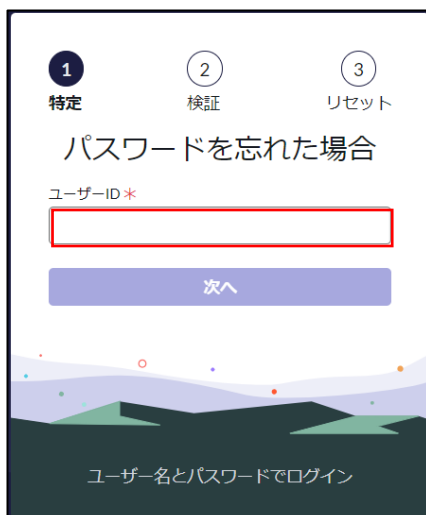 1 2 3
特定 検証 リセット
パスワードを忘れた場合
ユーザーID＊
次へ
ユーザー名とパスワードでログイン